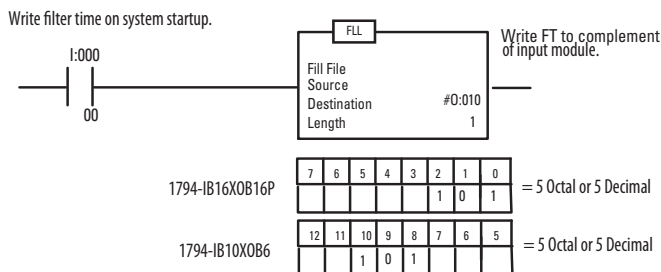 Write filter time on system startup.
FLL
Write FT to complement
of input module.
I:000
00
Fill File
Source
Destination #O:010
Length 1
1794-IB16XOB16P
7 6 5 4 3 2 1 0
1 0 1
= 5 Octal or 5 Decimal
1794-IB10XOB6
12 11 10 9 8 7 6 5
1 0 1
= 5 Octal or 5 Decimal